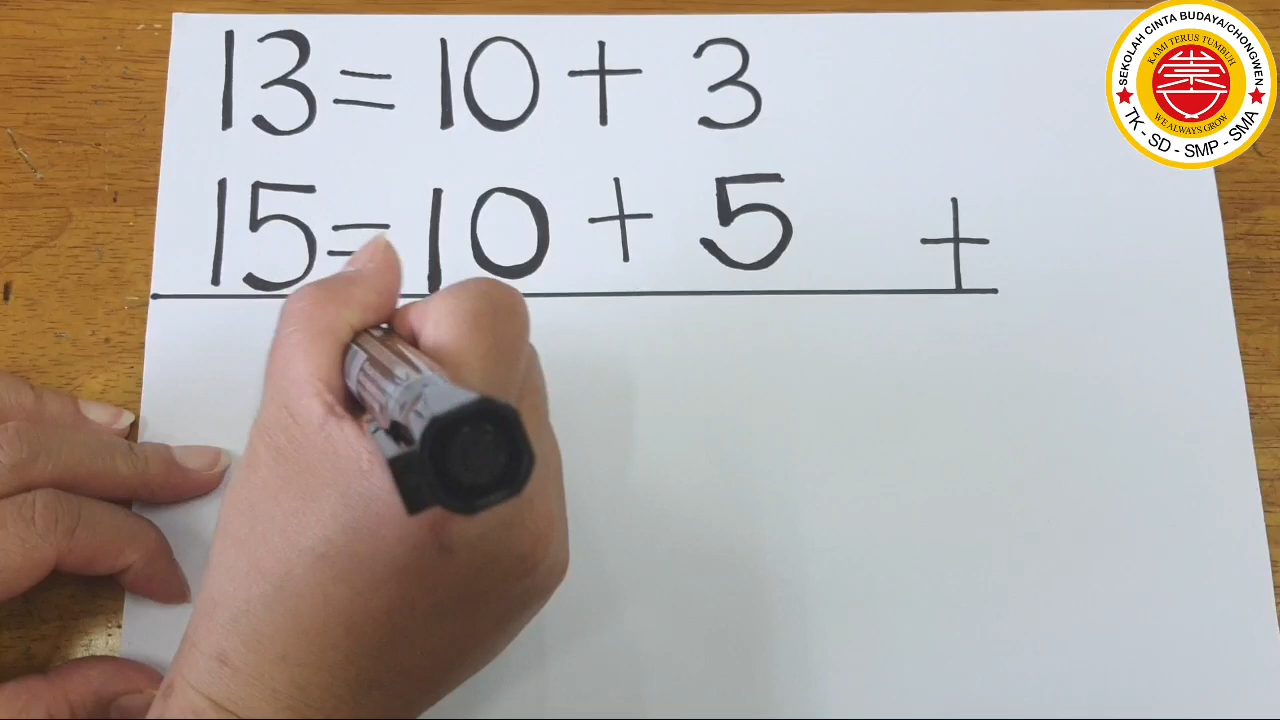 13 = 10 + 3
15 = 10 + 5 +
SEKOLAH CINTA BUDAYA/CHONGWEN
KAMI TERUS TUMBUH
WE ALWAYS GROW
TK - SD - SMP - SMA